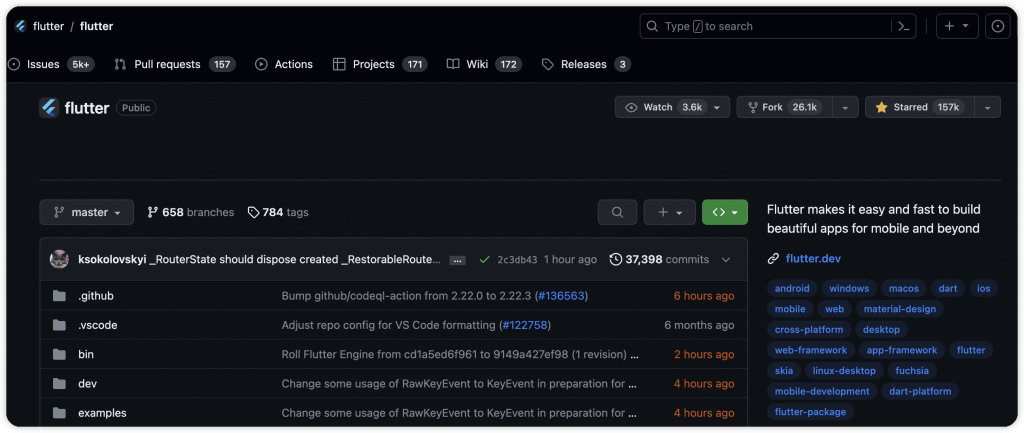 flutter / flutter
Type / to search
Issues 5k+ Pull requests 157 Actions Projects 171 Wiki 172 Releases 3
flutter Public
Watch 3.6k Fork 26.1k Starred 157k
master 658 branches 784 tags
ksokolovskyi _RouterState should dispose created _RestorableRoute... ... 2c3db43 1 hour ago 37,398 commits
.github Bump github/codeql-action from 2.22.0 to 2.22.3 (#136563) 6 hours ago
.vscode Adjust repo config for VS Code formatting (#122758) 6 months ago
bin Roll Flutter Engine from cd1a5ed6f961 to 9149a427ef98 (1 revision) ... 2 hours ago
dev Change some usage of RawKeyEvent to KeyEvent in preparation for ... 4 hours ago
examples Change some usage of RawKeyEvent to KeyEvent in preparation for ... 4 hours ago
Flutter makes it easy and fast to build
beautiful apps for mobile and beyond
flutter.dev
android windows macos dart ios
mobile web material-design
cross-platform desktop
web-framework app-framework flutter
skia linux-desktop fuchsia
mobile-development dart-platform
flutter-package